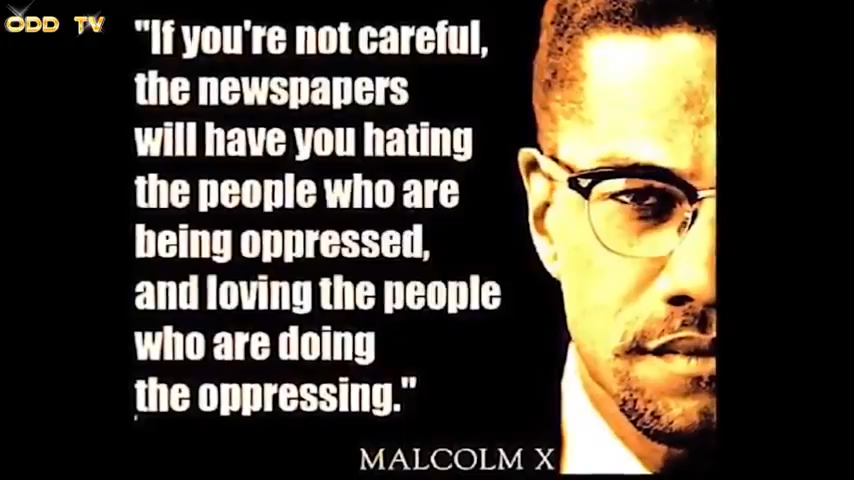 ODD TV
"If you're not careful,
the newspapers
will have you hating
the people who are
being oppressed,
and loving the people
who are doing
the oppressing."
MALCOLM X